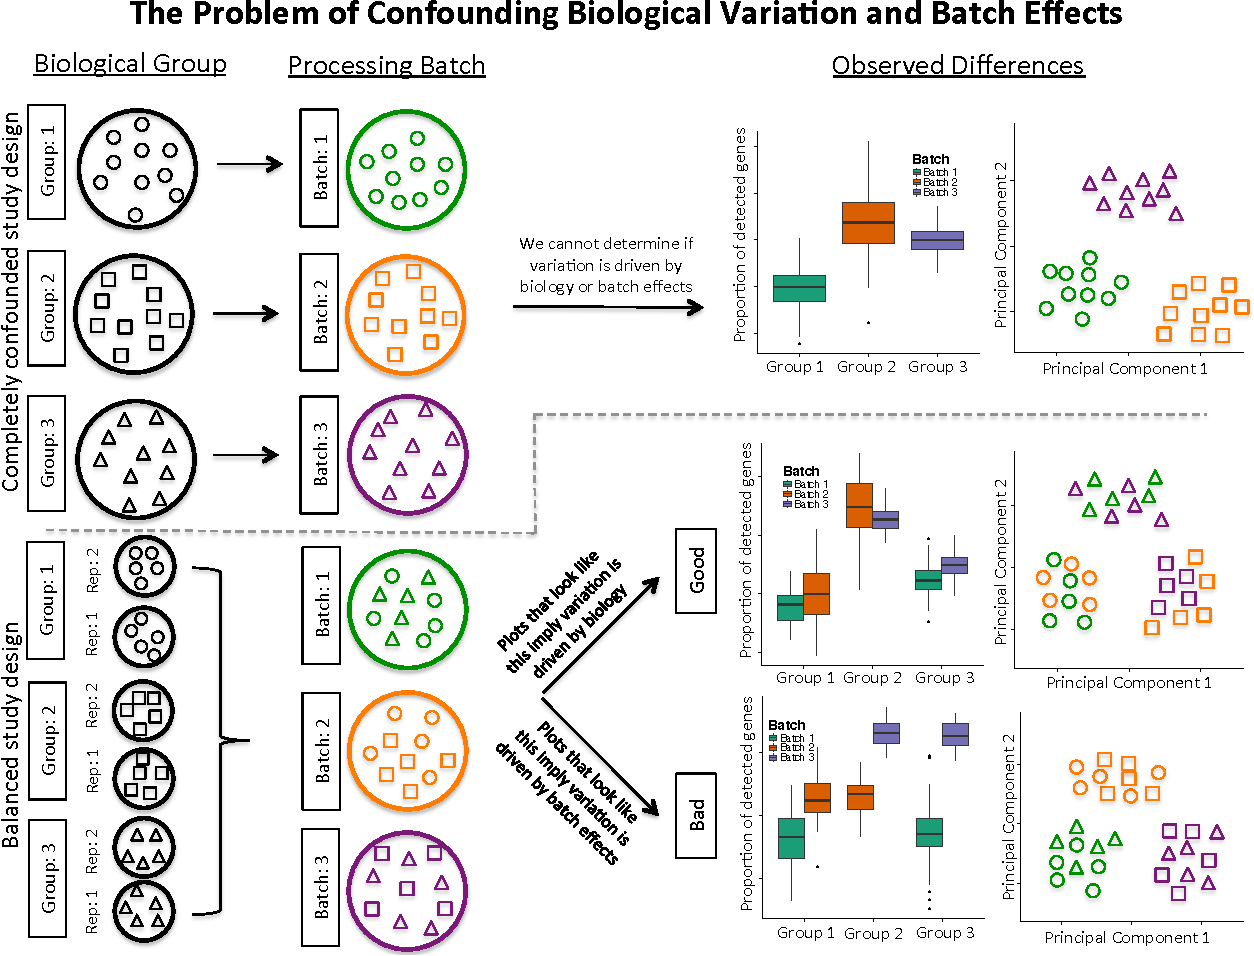 The Problem of Confounding Biological Variation and Batch Effects
Biological Group
Processing Batch
Observed Differences
Completely confounded study design
Group: 1
Batch: 1
Group: 2
Batch: 2
Group: 3
Batch: 3
We cannot determine if
variation is driven by
biology or batch effects
Proportion of detected genes
Batch
Batch 1
Batch 2
Batch 3
Group 1
Group 2
Group 3
Principal Component 2
Principal Component 1
Balanced study design
Group: 1
Rep: 2
Rep: 1
Group: 2
Rep: 2
Rep: 1
Group: 3
Rep: 2
Rep: 1
Batch: 1
Batch: 2
Batch: 3
Plots that look like
this imply variation is
driven by biology
Good
Proportion of detected genes
Batch
Batch 1
Batch 2
Batch 3
Group 1
Group 2
Group 3
Principal Component 2
Principal Component 1
Plots that look like
this imply variation is
driven by batch effects
Bad
Proportion of detected genes
Batch
Batch 1
Batch 2
Batch 3
Group 1
Group 2
Group 3
Principal Component 2
Principal Component 1